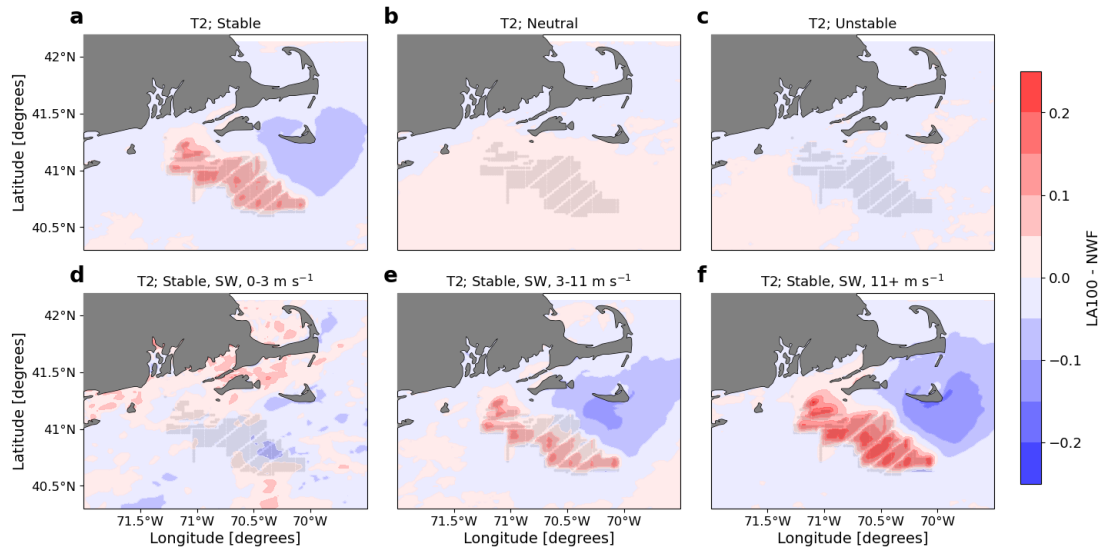 a T2; Stable
b T2; Neutral
c T2; Unstable
42°N
41.5°N
41°N
40.5°N
Latitude [degrees]
d T2; Stable, SW, 0-3 m s⁻¹
e T2; Stable, SW, 3-11 m s⁻¹
f T2; Stable, SW, 11+ m s⁻¹
42°N
41.5°N
41°N
40.5°N
Latitude [degrees]
71.5°W 71°W 70.5°W 70°W
71.5°W 71°W 70.5°W 70°W
71.5°W 71°W 70.5°W 70°W
Longitude [degrees]
Longitude [degrees]
Longitude [degrees]
0.2
0.1
0.0
−0.1
−0.2
LA100 - NWF